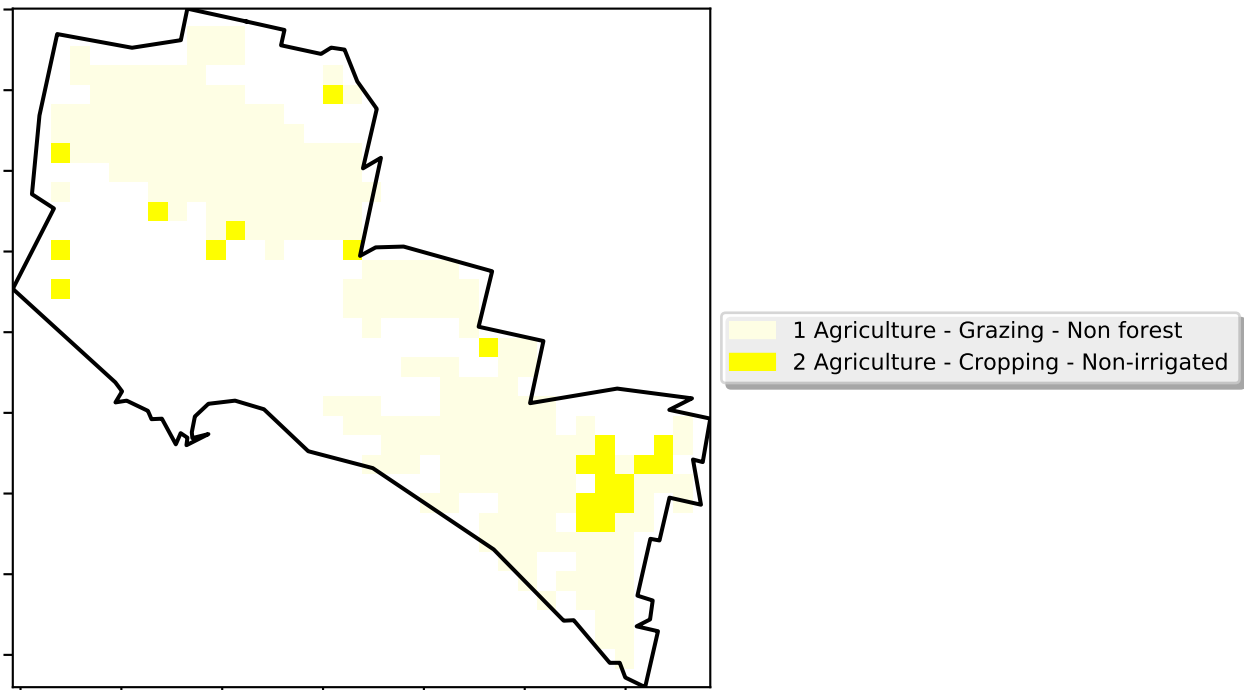 1 Agriculture - Grazing - Non forest
2 Agriculture - Cropping - Non-irrigated